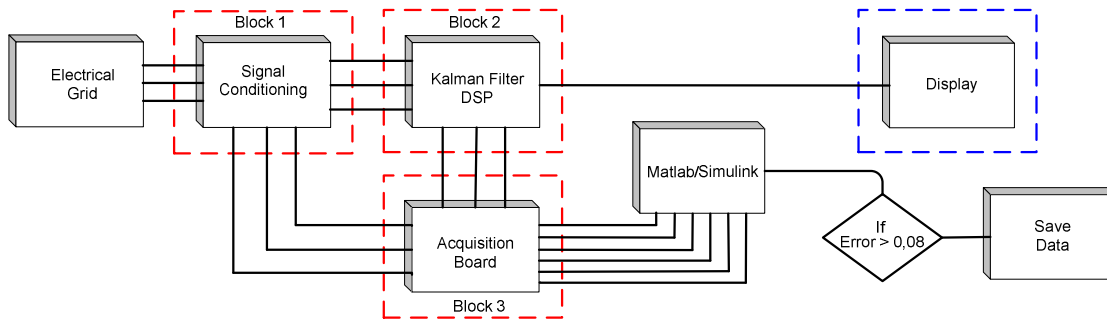 Block 1
Block 2
Electrical
Grid
Signal
Conditioning
Kalman Filter
DSP
Display
Matlab/Simulink
If
Error > 0,08
Save
Data
Acquisition
Board
Block 3